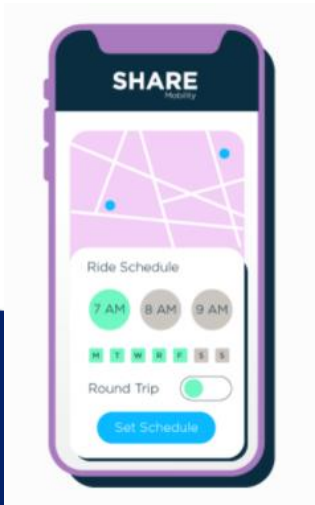 SHARE
Mobility
Ride Schedule
7 AM 8 AM 9 AM
M T W R F S S
Round Trip
Set Schedule